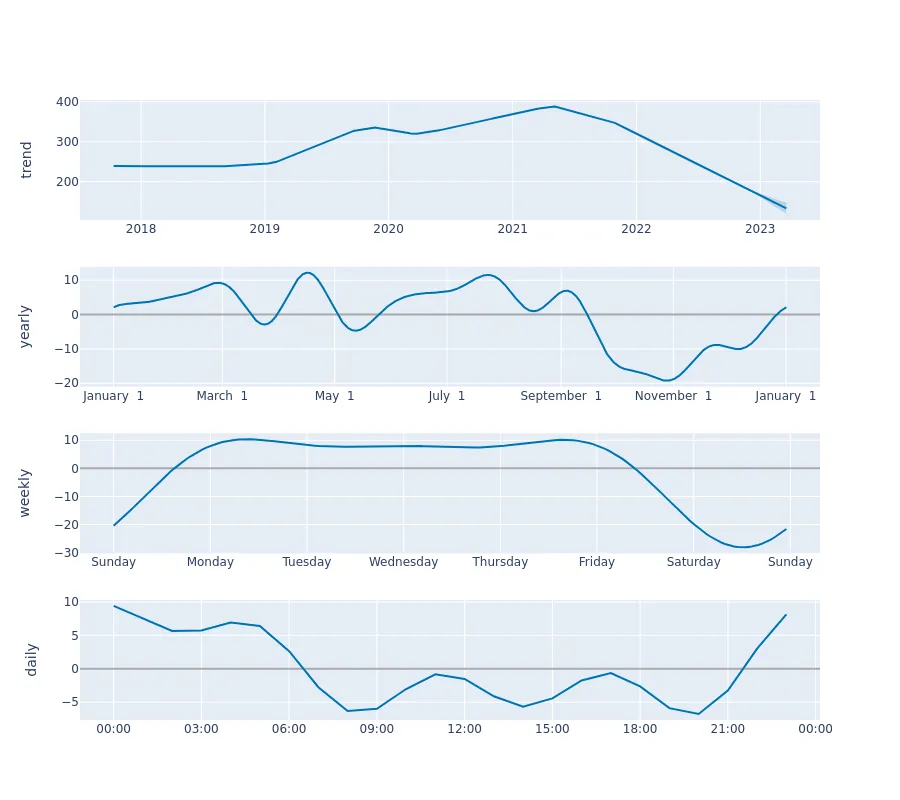 trend
400
300
200
2018 2019 2020 2021 2022 2023
yearly
10
0
−10
−20
January 1 March 1 May 1 July 1 September 1 November 1 January 1
weekly
10
0
−10
−20
−30
Sunday Monday Tuesday Wednesday Thursday Friday Saturday Sunday
daily
10
5
0
−5
00:00 03:00 06:00 09:00 12:00 15:00 18:00 21:00 00:00